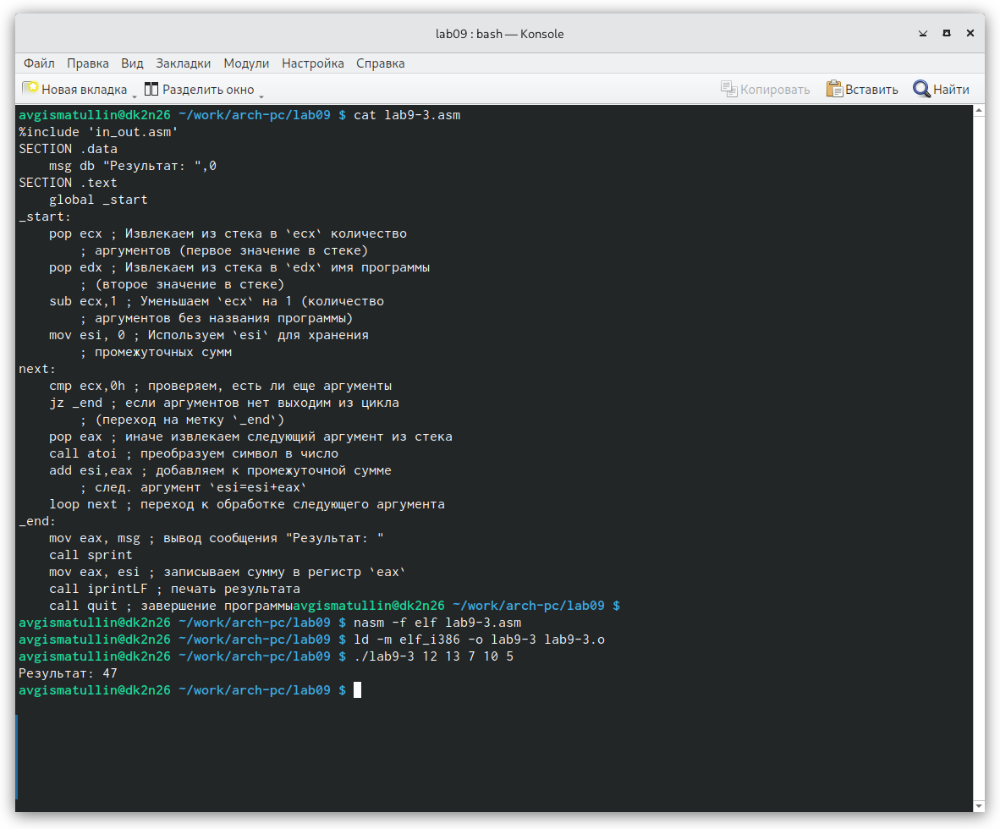 lab09 : bash — Konsole
Файл Правка Вид Закладки Модули Настройка Справка
Новая вкладка Разделить окно Копировать Вставить Найти
avgismatullin@dk2n26 ~/work/arch-pc/lab09 $ cat lab9-3.asm
%include 'in_out.asm'
SECTION .data
    msg db "Результат: ",0
SECTION .text
    global _start
_start:
    pop ecx ; Извлекаем из стека в `ecx` количество
        ; аргументов (первое значение в стеке)
    pop edx ; Извлекаем из стека в `edx` имя программы
        ; (второе значение в стеке)
    sub ecx,1 ; Уменьшаем `ecx` на 1 (количество
        ; аргументов без названия программы)
    mov esi, 0 ; Используем `esi` для хранения
        ; промежуточных сумм
next:
    cmp ecx,0h ; проверяем, есть ли еще аргументы
    jz _end ; если аргументов нет выходим из цикла
        ; (переход на метку `_end`)
    pop eax ; иначе извлекаем следующий аргумент из стека
    call atoi ; преобразуем символ в число
    add esi,eax ; добавляем к промежуточной сумме
        ; след. аргумент `esi=esi+eax`
    loop next ; переход к обработке следующего аргумента
_end:
    mov eax, msg ; вывод сообщения "Результат: "
    call sprint
    mov eax, esi ; записываем сумму в регистр `eax`
    call iprintLF ; печать результата
    call quit ; завершение программыavgismatullin@dk2n26 ~/work/arch-pc/lab09 $
avgismatullin@dk2n26 ~/work/arch-pc/lab09 $ nasm -f elf lab9-3.asm
avgismatullin@dk2n26 ~/work/arch-pc/lab09 $ ld -m elf_i386 -o lab9-3 lab9-3.o
avgismatullin@dk2n26 ~/work/arch-pc/lab09 $ ./lab9-3 12 13 7 10 5
Результат: 47
avgismatullin@dk2n26 ~/work/arch-pc/lab09 $